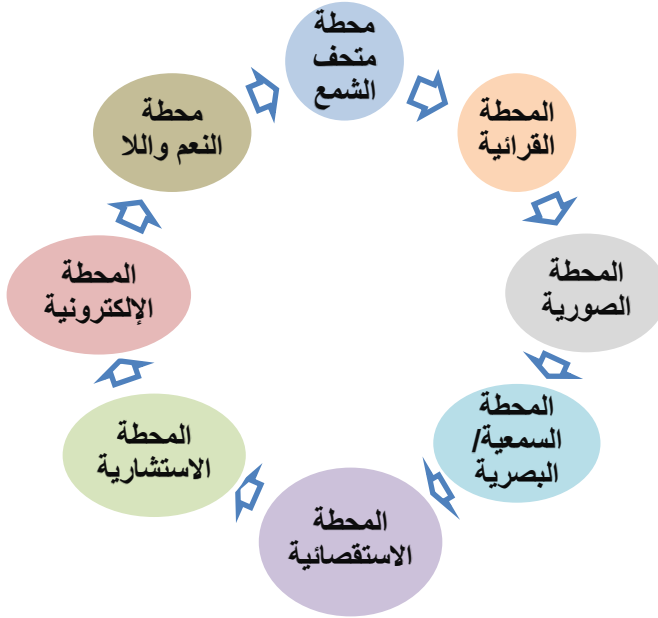 محطة
متحف
الشمع
المحطة
القرائية
المحطة
الصورية
المحطة
السمعية/
البصرية
المحطة
الاستقصائية
المحطة
الاستشارية
المحطة
الإلكترونية
محطة
النعم واللا